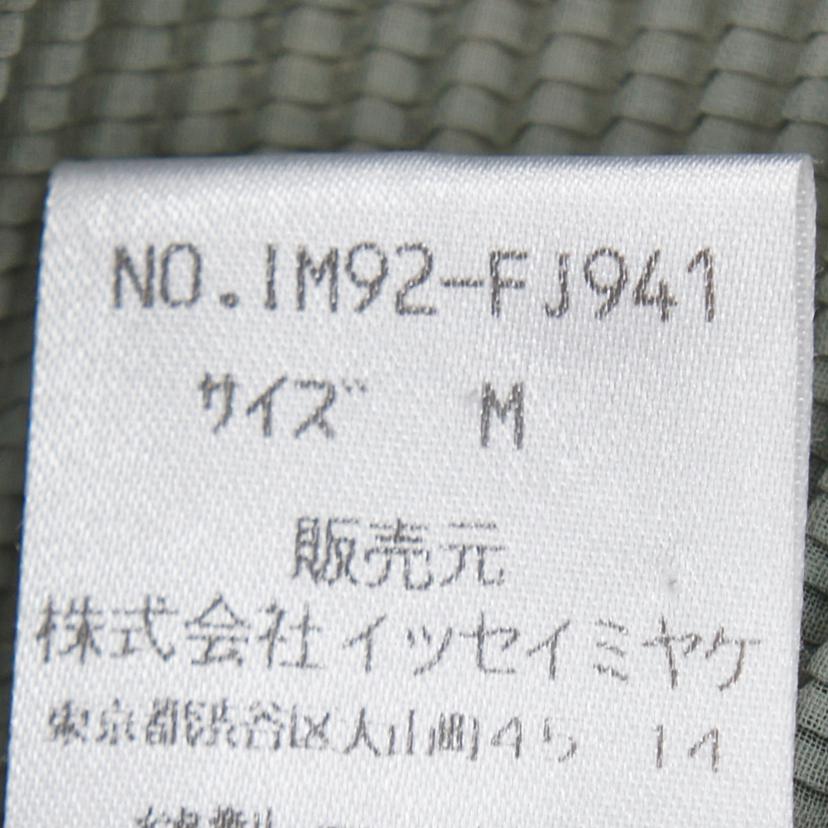 NO.IM92-FJ941
サイズ M
販売元
株式会社イッセイミヤケ
東京都渋谷区大山町45 14